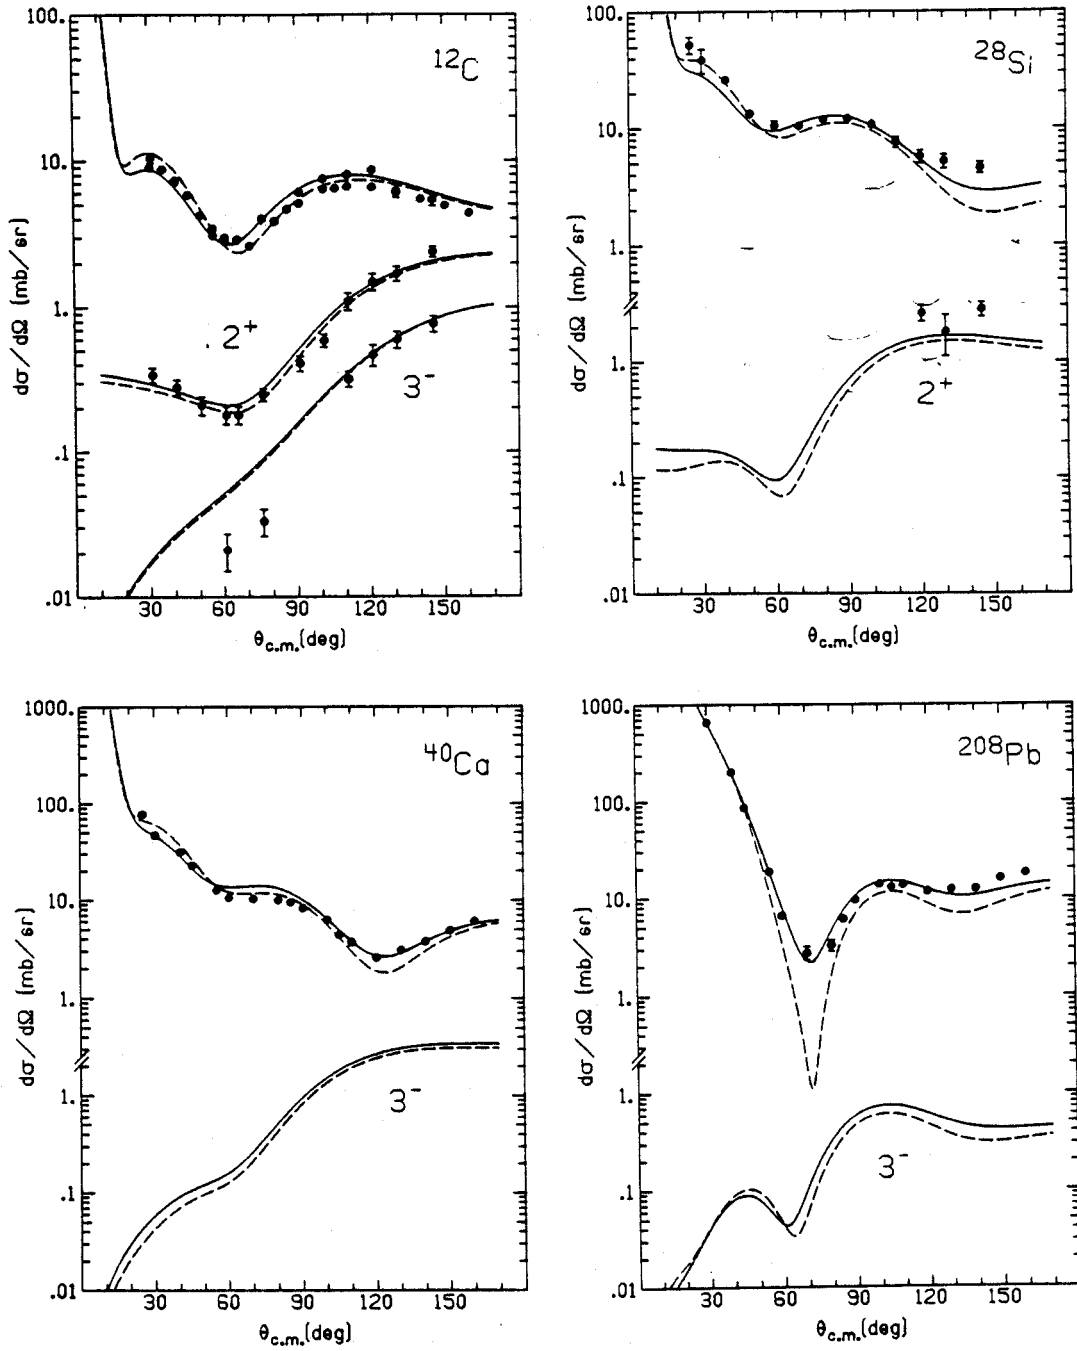 100.
10.
1.
.1
.01
30 60 90 120 150
dσ/dΩ (mb/sr)
θc.m.(deg)
12C
2+
3-
100.
10.
1.
1.
.1
.01
30 60 90 120 150
dσ/dΩ (mb/sr)
θc.m.(deg)
28Si
2+
1000.
100.
10.
1.
1.
.1
.01
30 60 90 120 150
dσ/dΩ (mb/sr)
θc.m.(deg)
40Ca
3-
1000.
100.
10.
1.
1.
.1
.01
30 60 90 120 150
dσ/dΩ (mb/sr)
θc.m.(deg)
208Pb
3-